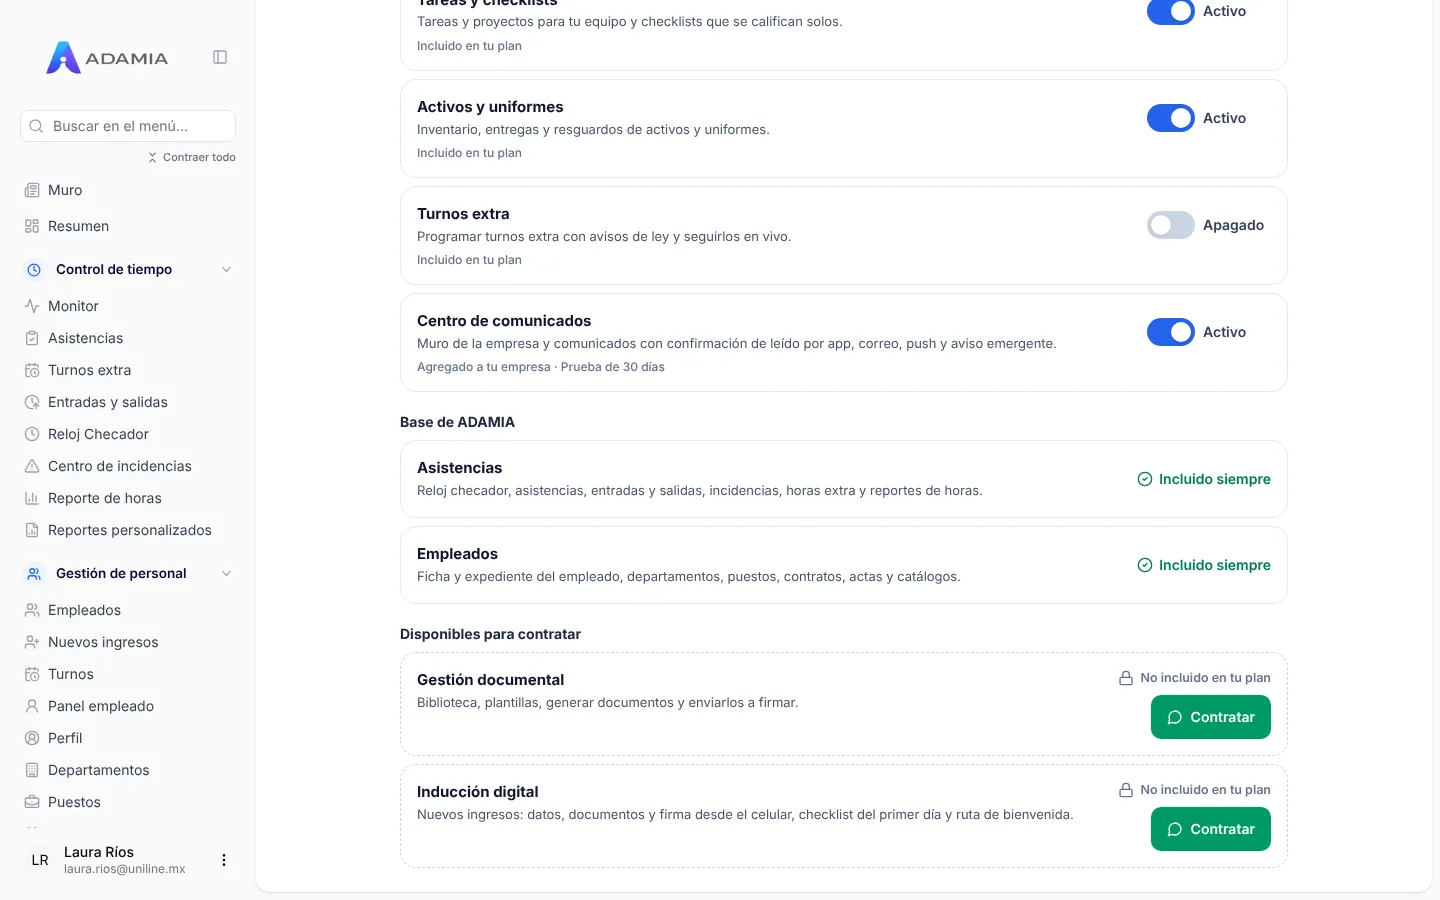 ADAMIA
Buscar en el menú...
Contraer todo
Muro
Resumen
Control de tiempo
Monitor
Asistencias
Turnos extra
Entradas y salidas
Reloj Checador
Centro de incidencias
Reporte de horas
Reportes personalizados
Gestión de personal
Empleados
Nuevos ingresos
Turnos
Panel empleado
Perfil
Departamentos
Puestos
LR
Laura Ríos
laura.rios@uniline.mx
Tareas y checklists
Tareas y proyectos para tu equipo y checklists que se califican solos.
Incluido en tu plan
Activo
Activos y uniformes
Inventario, entregas y resguardos de activos y uniformes.
Incluido en tu plan
Activo
Turnos extra
Programar turnos extra con avisos de ley y seguirlos en vivo.
Incluido en tu plan
Apagado
Centro de comunicados
Muro de la empresa y comunicados con confirmación de leído por app, correo, push y aviso emergente.
Agregado a tu empresa · Prueba de 30 días
Activo
Base de ADAMIA
Asistencias
Reloj checador, asistencias, entradas y salidas, incidencias, horas extra y reportes de horas.
Incluido siempre
Empleados
Ficha y expediente del empleado, departamentos, puestos, contratos, actas y catálogos.
Incluido siempre
Disponibles para contratar
Gestión documental
Biblioteca, plantillas, generar documentos y enviarlos a firmar.
No incluido en tu plan
Contratar
Inducción digital
Nuevos ingresos: datos, documentos y firma desde el celular, checklist del primer día y ruta de bienvenida.
No incluido en tu plan
Contratar